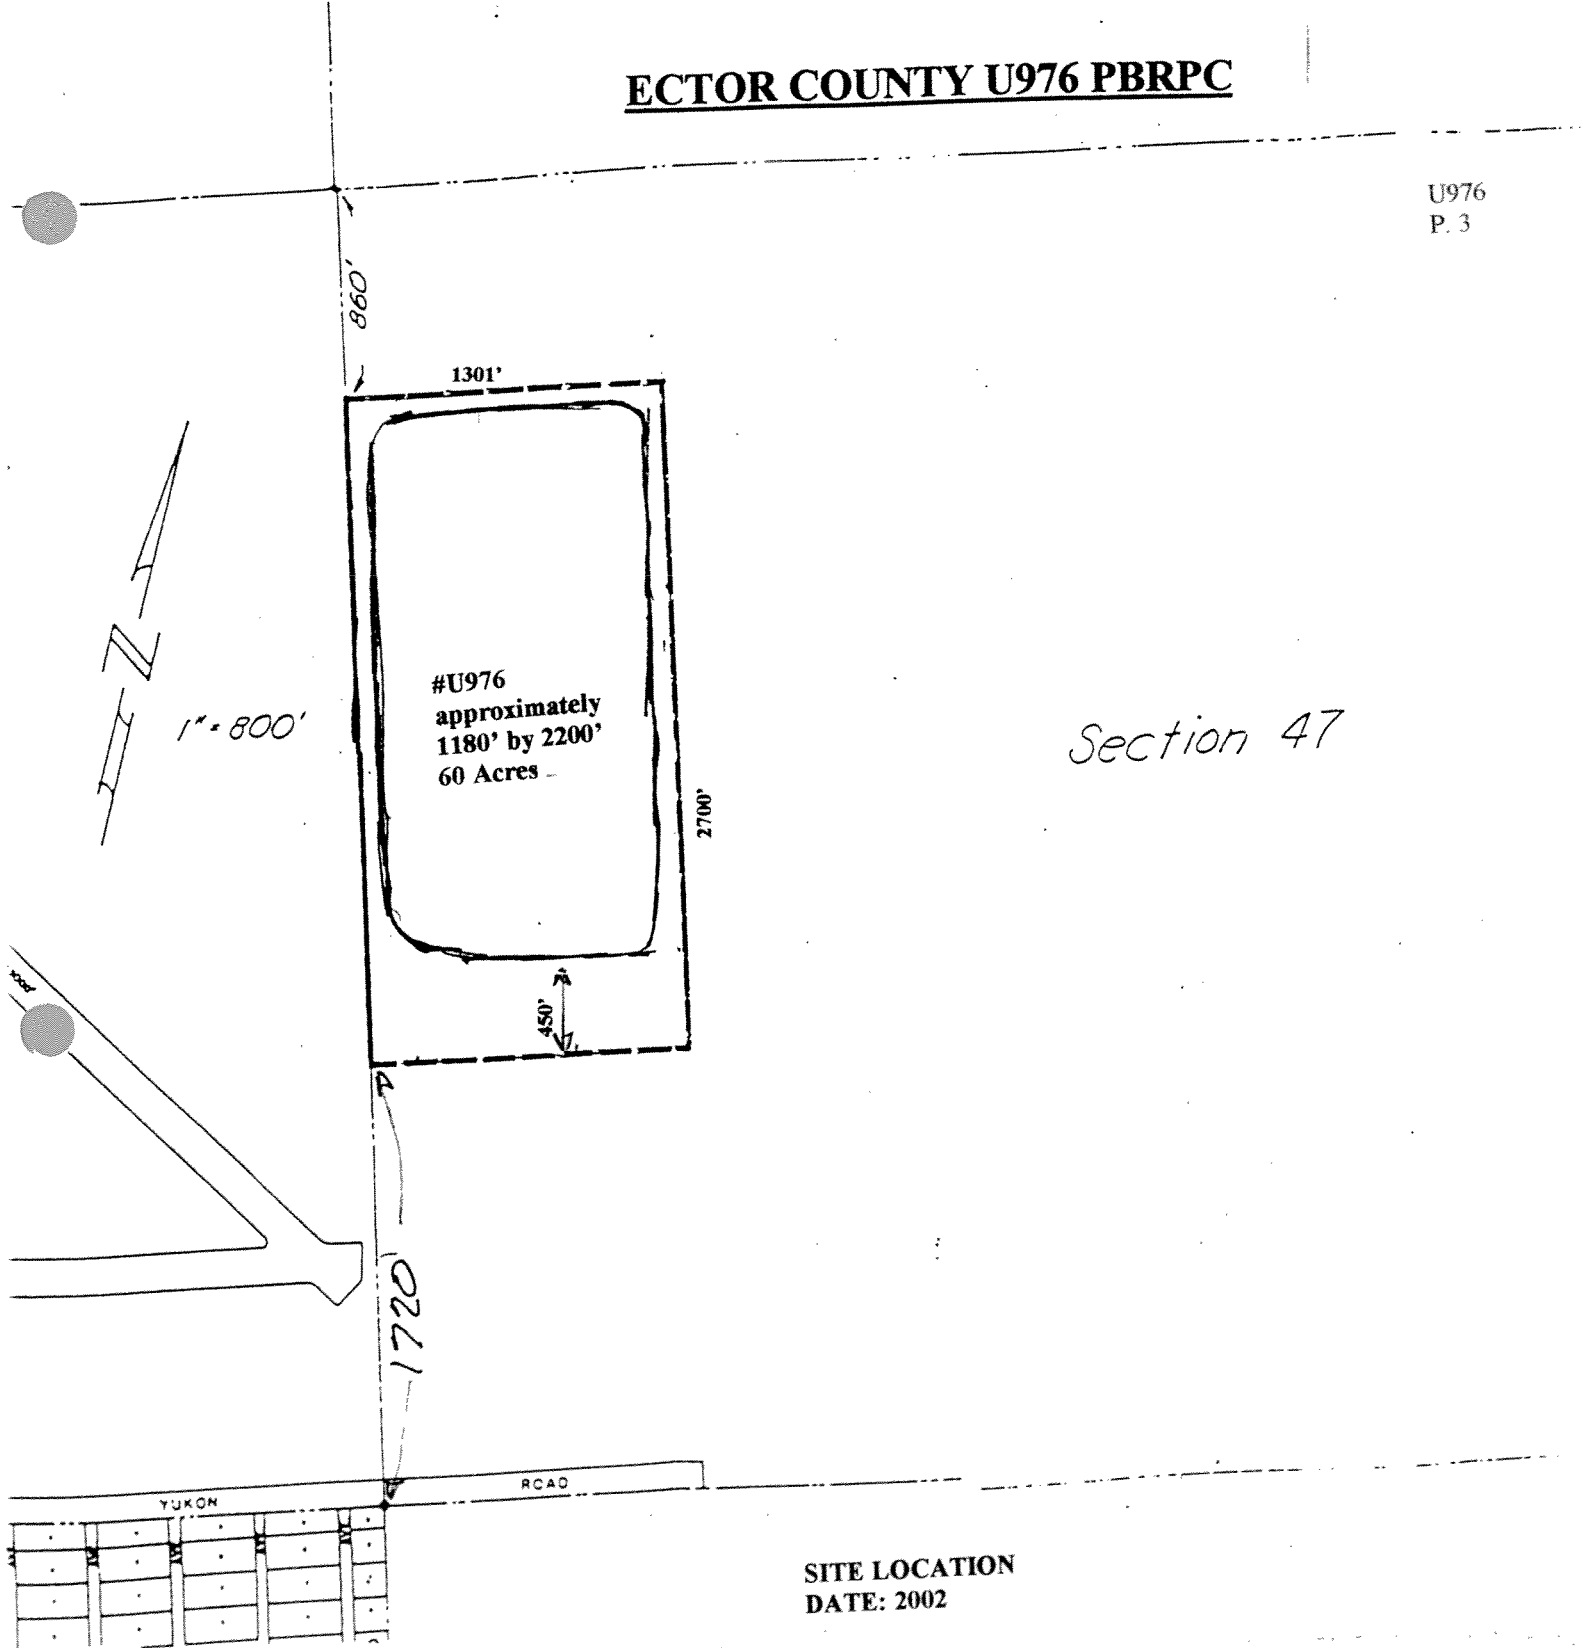 ECTOR COUNTY U976 PBRPC
U976
P. 3
860'
1301'
N
#U976
approximately
1180' by 2200'
60 Acres
1" = 800'
Section 47
2700'
450'
1720
YUKON ROAD
SITE LOCATION
DATE: 2002